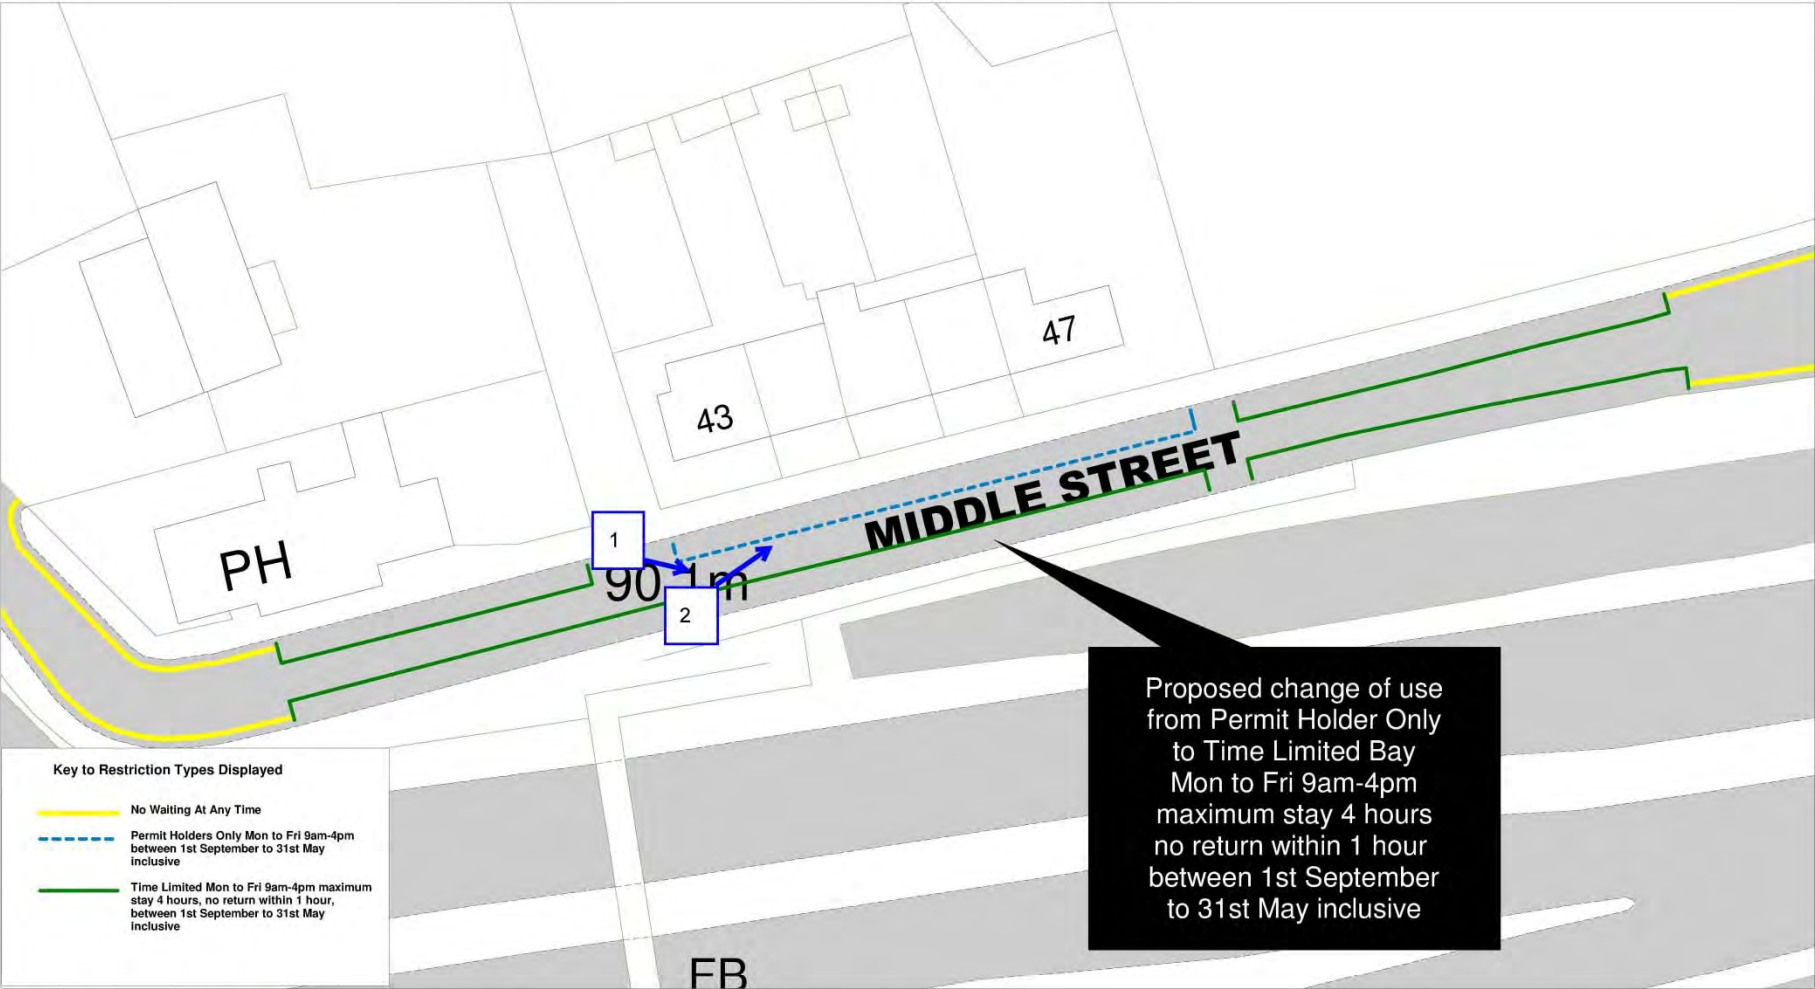 47
43
MIDDLE STREET
PH
1
90.1m
2
Proposed change of use
from Permit Holder Only
to Time Limited Bay
Mon to Fri 9am-4pm
maximum stay 4 hours
no return within 1 hour
between 1st September
to 31st May inclusive
Key to Restriction Types Displayed
No Waiting At Any Time
Permit Holders Only Mon to Fri 9am-4pm
between 1st September to 31st May
inclusive
Time Limited Mon to Fri 9am-4pm maximum
stay 4 hours, no return within 1 hour,
between 1st September to 31st May
inclusive
FB